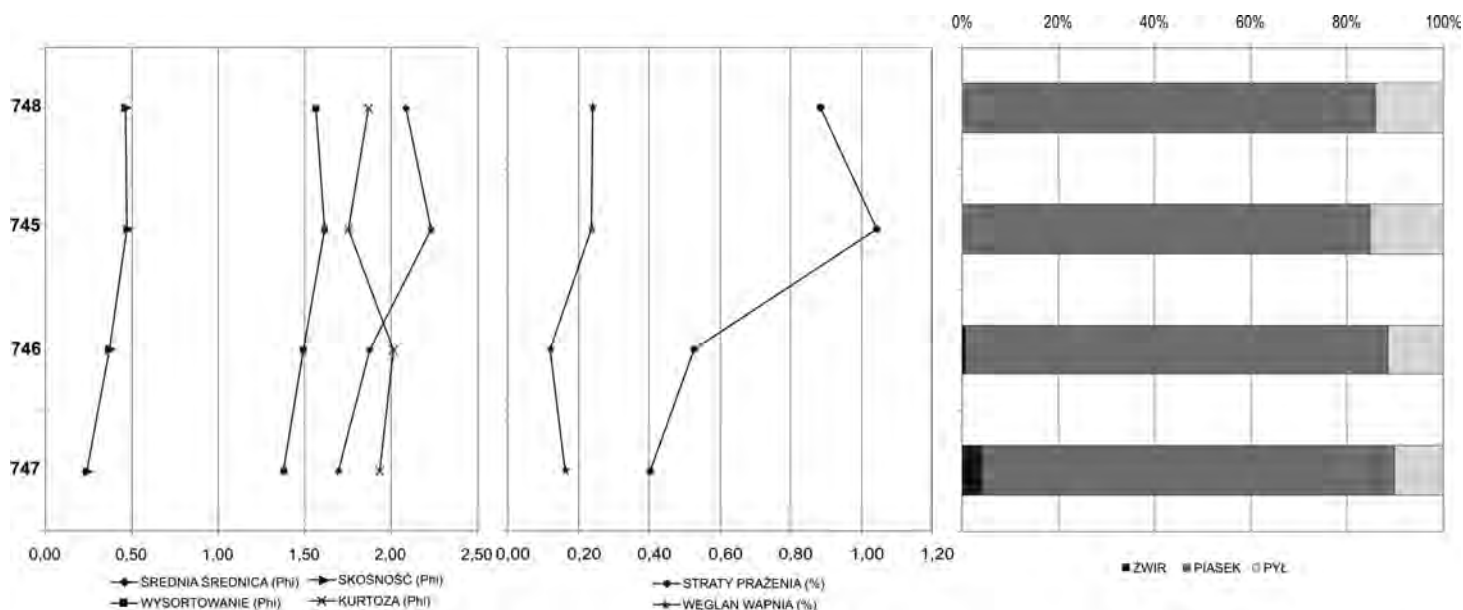 0% 20% 40% 60% 80% 100%
748
745
746
747
0,00 0,50 1,00 1,50 2,00 2,50
0,00 0,20 0,40 0,60 0,80 1,00 1,20
ŚREDNIA ŚREDNICA (Phi) SKOŚNOŚĆ (Phi)
WYSORTOWANIE (Phi) KURTOZA (Phi)
STRATY PRAŻENIA (%)
WĘGLAN WAPNIA (%)
ŻWIR PIASEK PYŁ